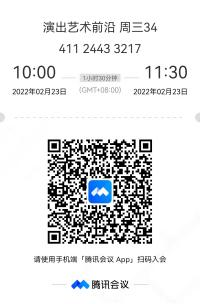 演出艺术前沿 周三34
411 2443 3217
10:00 1小时30分钟 11:30
2022年02月23日 (GMT+08:00) 2022年02月23日
请使用手机端「腾讯会议 App」扫码入会
腾讯会议